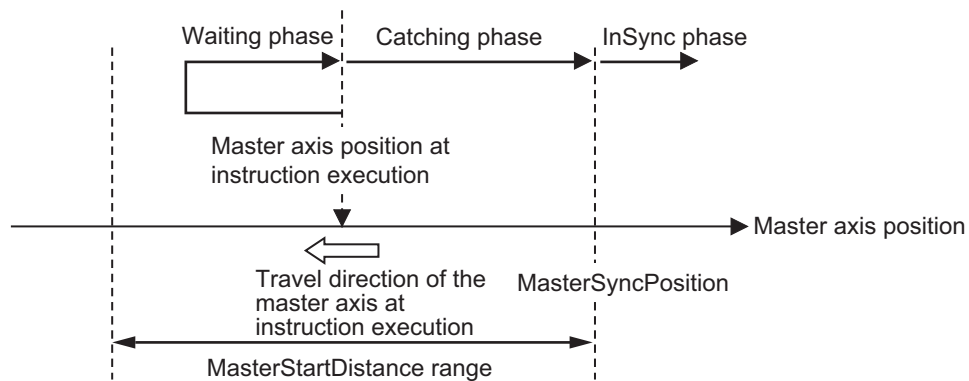 Waiting phase
Catching phase
InSync phase
Master axis position at
instruction execution
Master axis position
Travel direction of the
master axis at
instruction execution
MasterSyncPosition
MasterStartDistance range